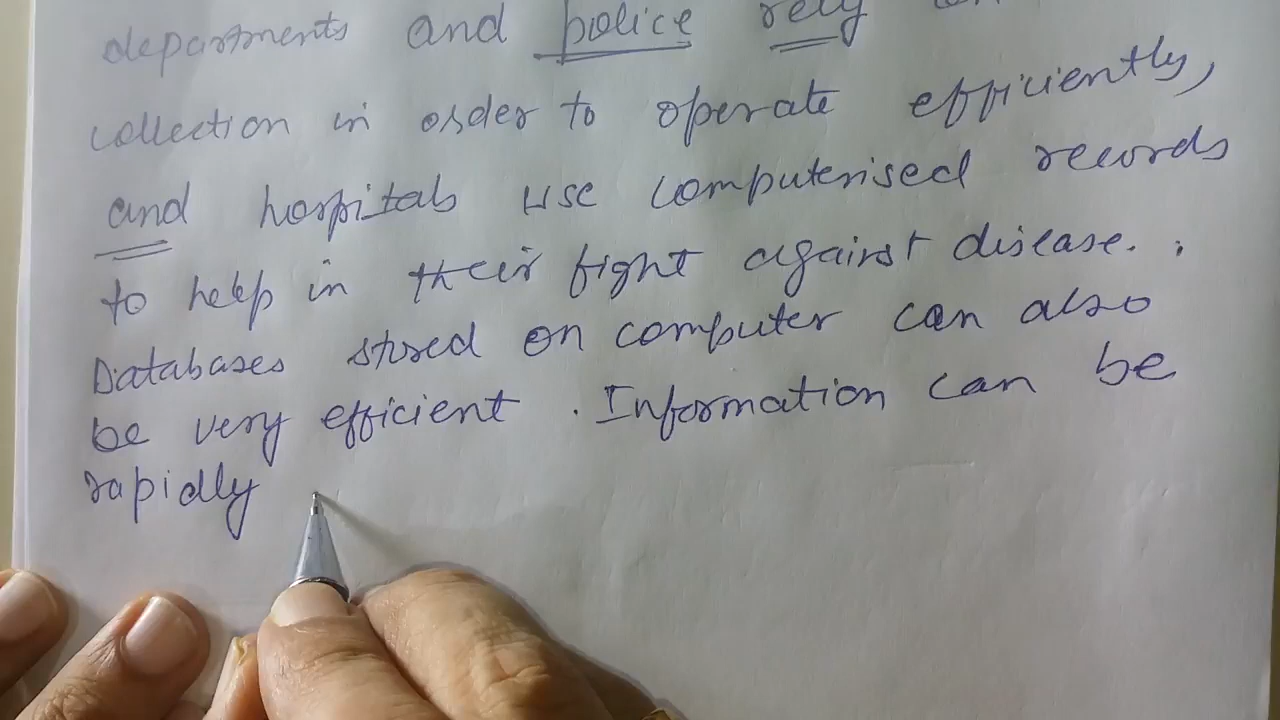 departments and police rely on
collection in order to operate efficiently,
and hospitals use computerised records
to help in their fight against disease.
Databases stored on computer can also
be very efficient. Information can be
rapidly